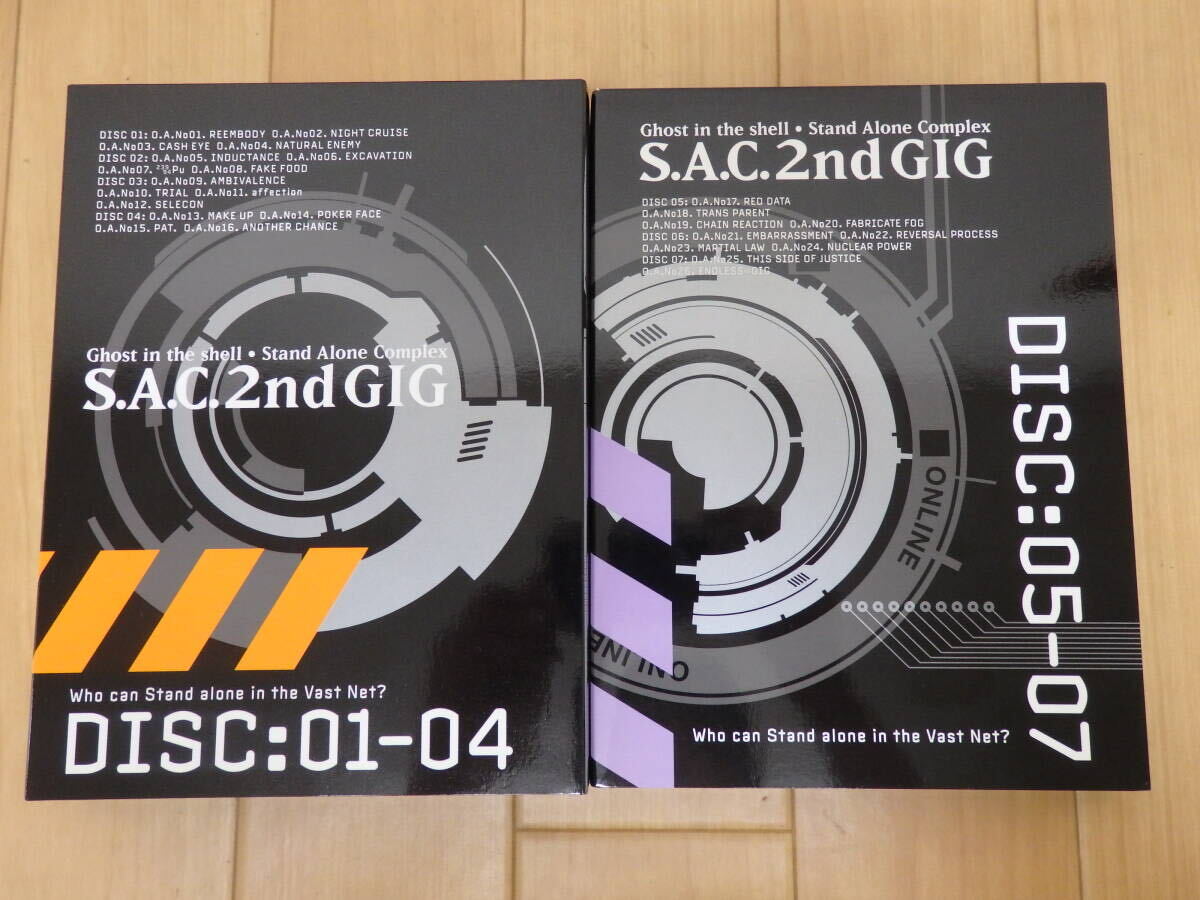 DISC 01: O.A.No01. REEMBODY O.A.No02. NIGHT CRUISE
O.A.No03. CASH EYE O.A.No04. NATURAL ENEMY
DISC 02: O.A.No05. INDUCTANCE O.A.No06. EXCAVATION
O.A.No07. ²³⁹₉₄Pu O.A.No08. FAKE FOOD
DISC 03: O.A.No09. AMBIVALENCE
O.A.No10. TRIAL O.A.No11. affection
O.A.No12. SELECON
DISC 04: O.A.No13. MAKE UP O.A.No14. POKER FACE
O.A.No15. PAT. O.A.No16. ANOTHER CHANCE
Ghost in the shell • Stand Alone Complex
S.A.C. 2nd GIG
Who can Stand alone in the Vast Net?
DISC:01-04
Ghost in the shell • Stand Alone Complex
S.A.C. 2nd GIG
DISC 05: O.A.No17. RED DATA
O.A.No18. TRANS PARENT
O.A.No19. CHAIN REACTION O.A.No20. FABRICATE FOG
DISC 06: O.A.No21. EMBARRASSMENT O.A.No22. REVERSAL PROCESS
O.A.No23. MARTIAL LAW O.A.No24. NUCLEAR POWER
DISC 07: O.A.No25. THIS SIDE OF JUSTICE
O.A.No26. ENDLESS-GIG
ONLINE
ONLINE
DISC:05-07
Who can Stand alone in the Vast Net?